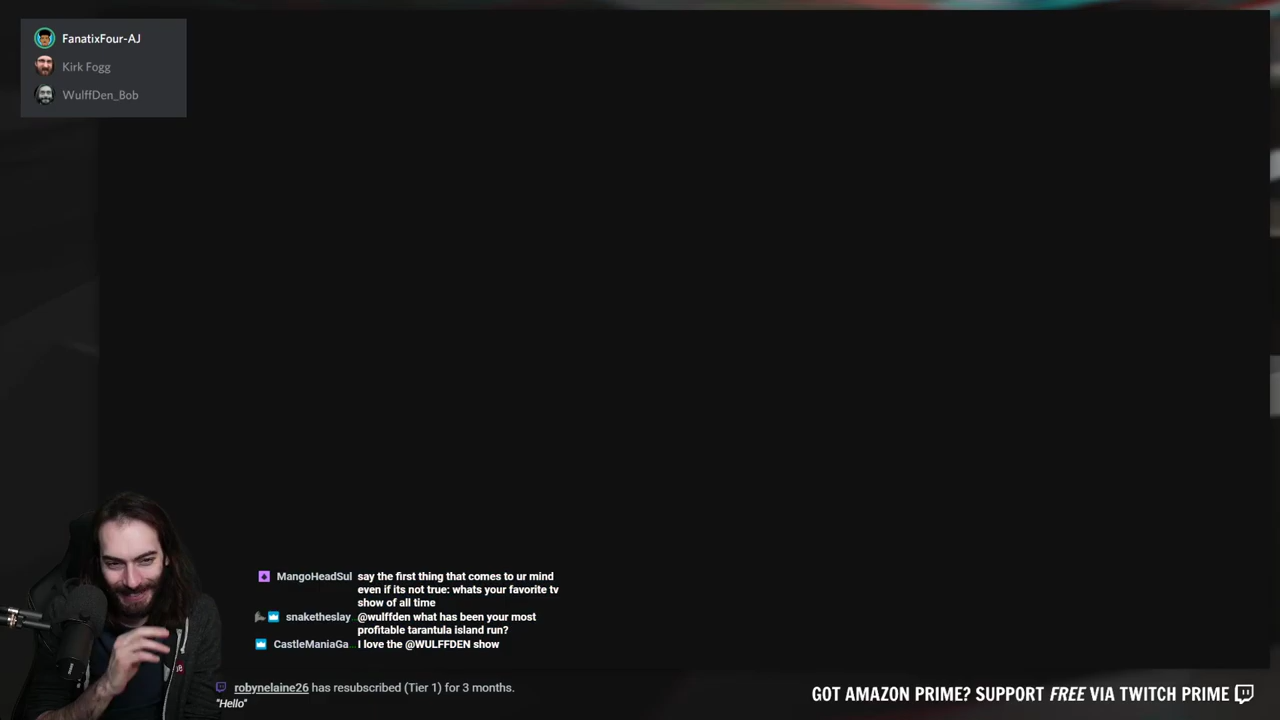 FanatixFour-AJ
Kirk Fogg
WulffDen_Bob
MangoHeadSul say the first thing that comes to ur mind
even if its not true: whats your favorite tv
show of all time
snaketheslay @wulffden what has been your most
profitable tarantula island run?
CastleManiaGa I love the @WULFFDEN show
robynelaine26 has resubscribed (Tier 1) for 3 months.
"Hello"
GOT AMAZON PRIME? SUPPORT FREE VIA TWITCH PRIME